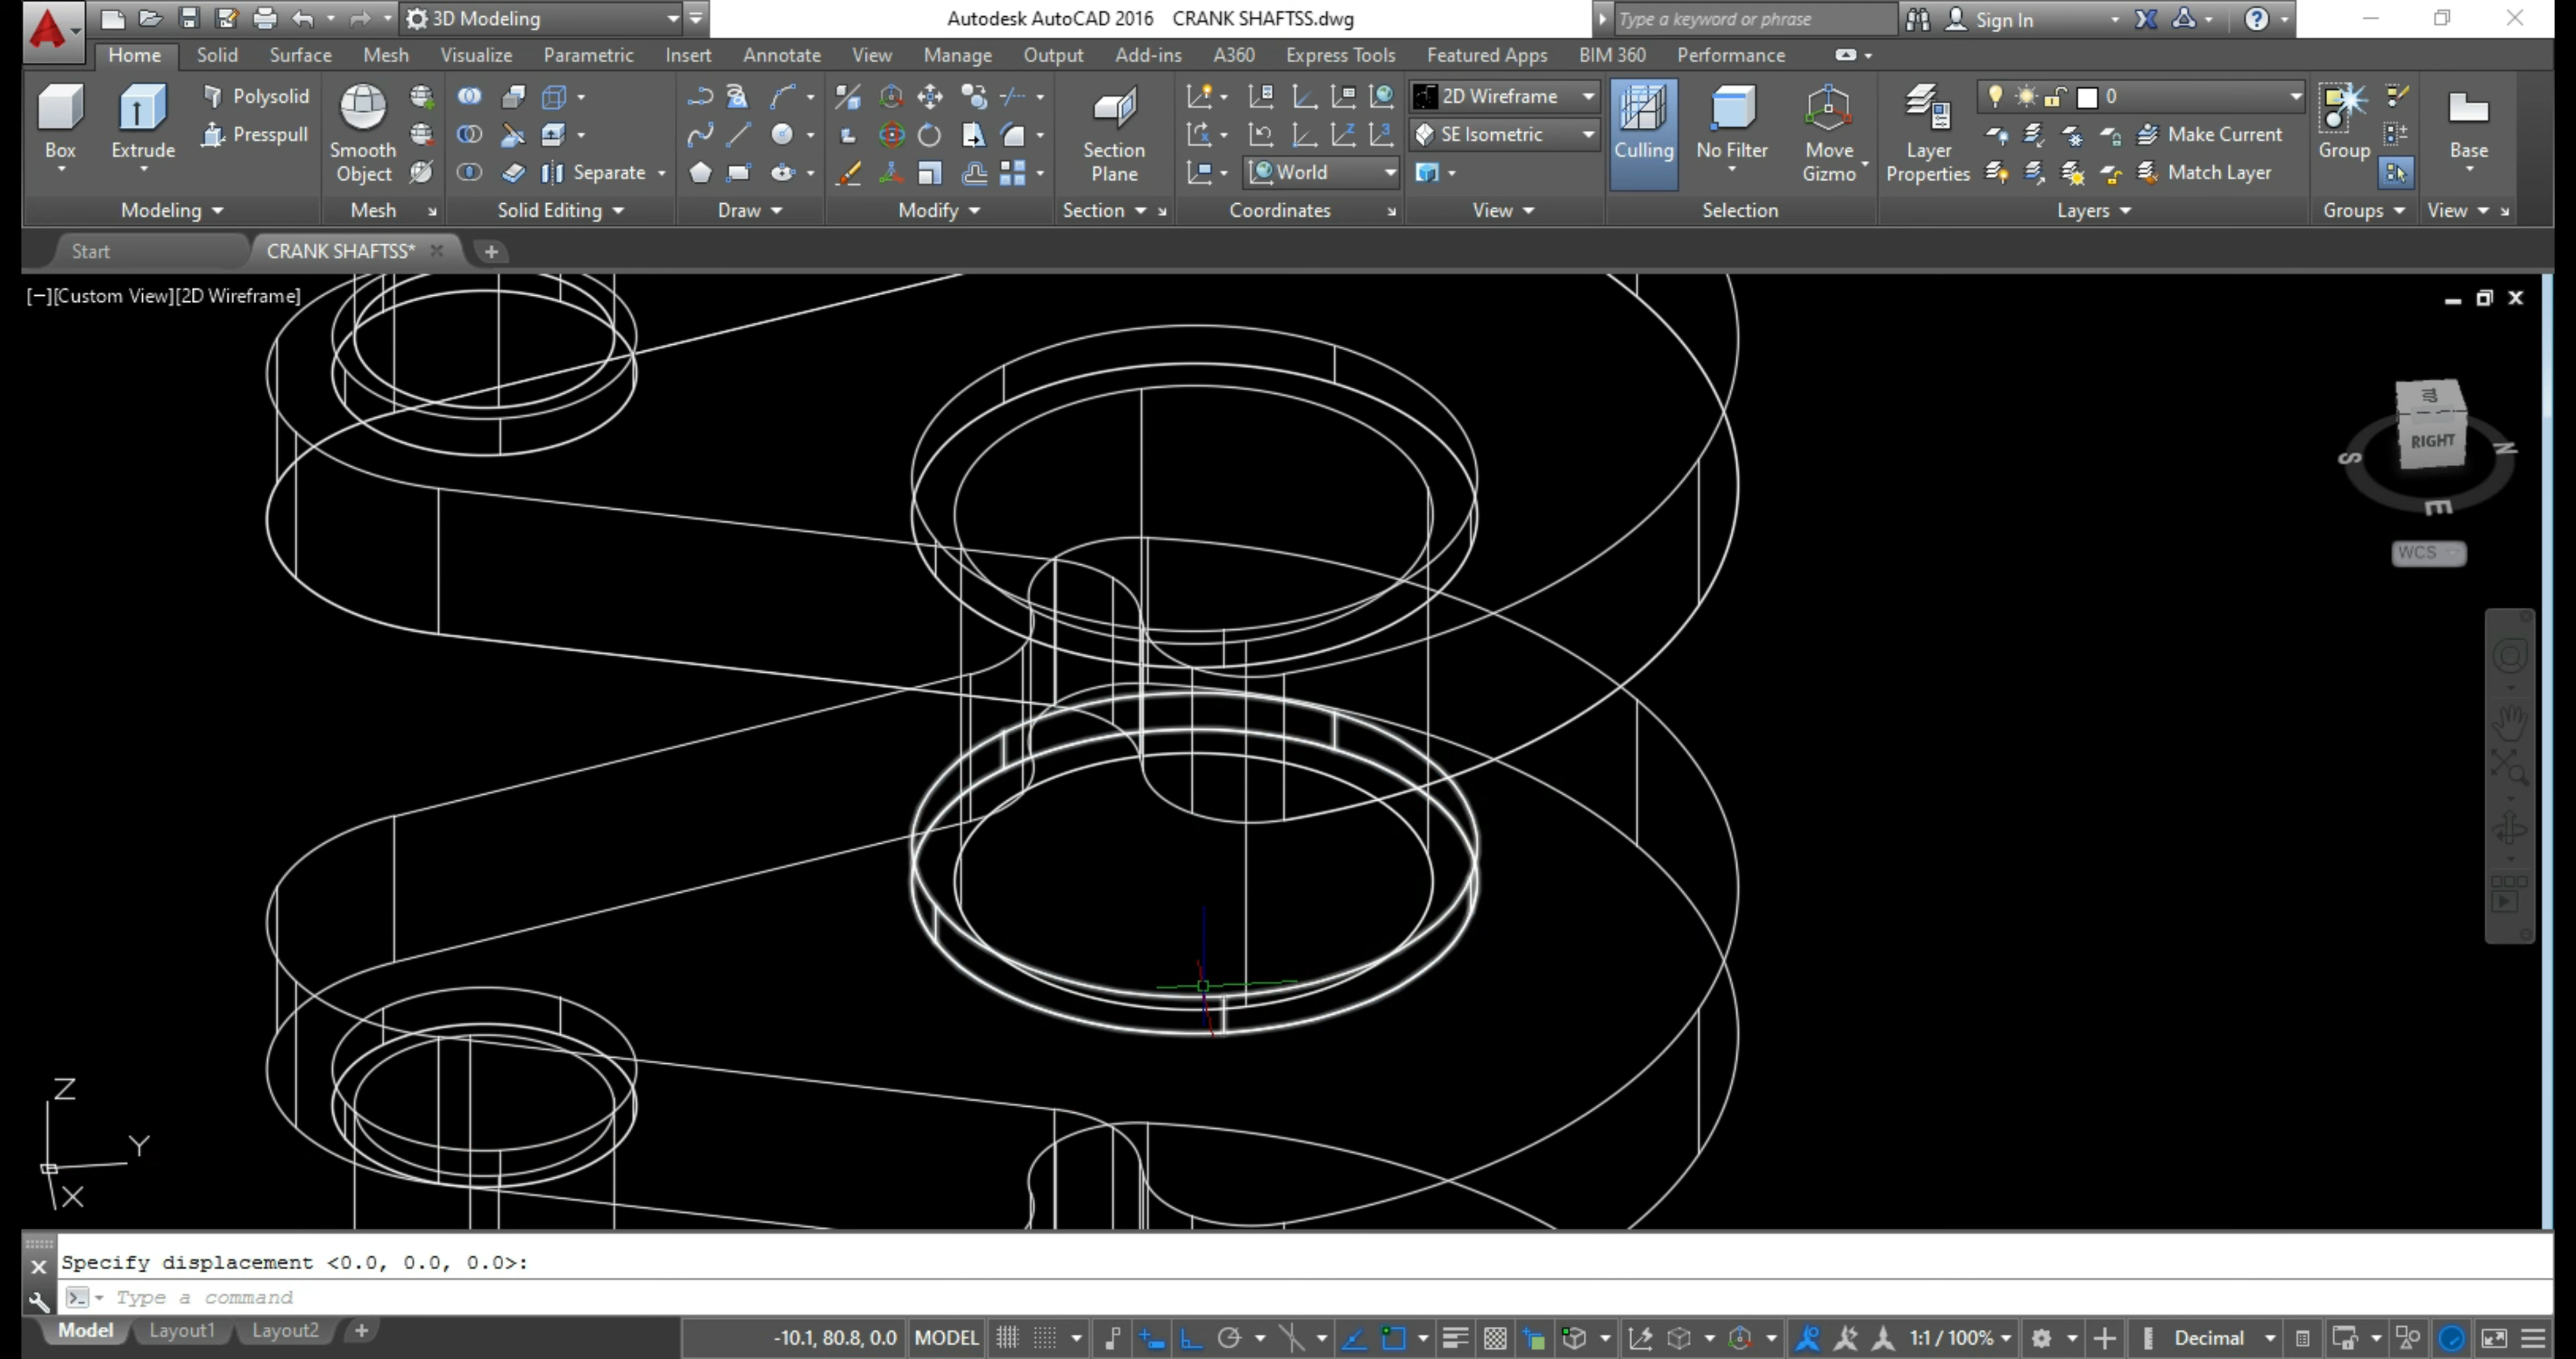 3D Modeling Autodesk AutoCAD 2016 CRANK SHAFTSS.dwg Type a keyword or phrase Sign In
Home Solid Surface Mesh Visualize Parametric Insert Annotate View Manage Output Add-ins A360 Express Tools Featured Apps BIM 360 Performance
Polysolid 2D Wireframe 0
Presspull SE Isometric Make Current
Box Extrude Smooth Object Separate Section Plane World Culling No Filter Move Gizmo Layer Properties Match Layer Group Base
Modeling Mesh Solid Editing Draw Modify Section Coordinates View Selection Layers Groups View
Start CRANK SHAFTSS*
[−][Custom View][2D Wireframe]
TOP
RIGHT
S N
E
WCS
Z
Y
X
Specify displacement <0.0, 0.0, 0.0>:
Type a command
Model Layout1 Layout2 -10.1, 80.8, 0.0 MODEL 1:1 / 100% Decimal